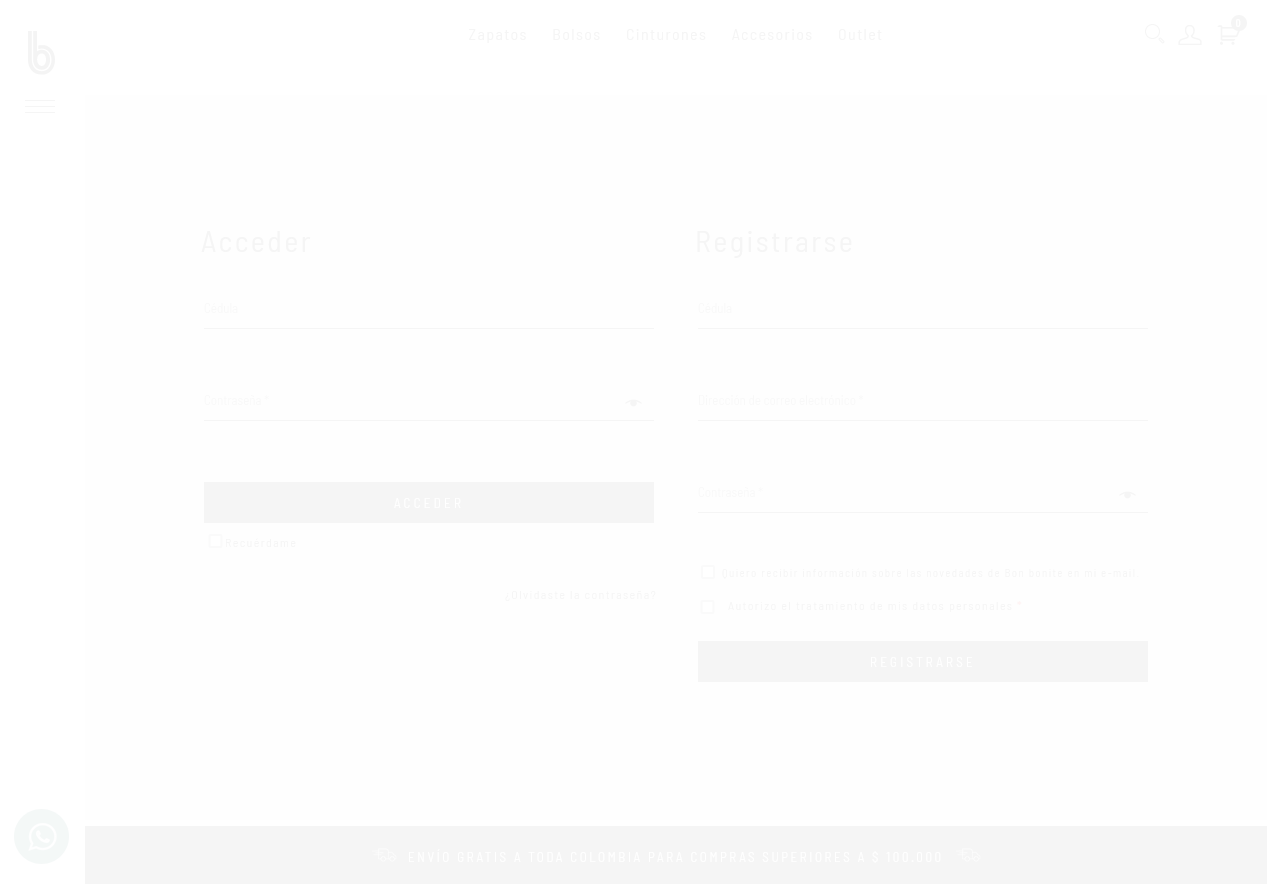 b
Zapatos Bolsos Cinturones Accesorios Outlet
0
Acceder
Registrarse
Cédula
Cédula
Contraseña *
Dirección de correo electrónico *
Contraseña *
ACCEDER
Recuérdame
¿Olvidaste la contraseña?
Quiero recibir información sobre las novedades de Bon bonite en mi e-mail
Autorizo el tratamiento de mis datos personales *
REGISTRARSE
ENVÍO GRATIS A TODA COLOMBIA PARA COMPRAS SUPERIORES A $ 100.000